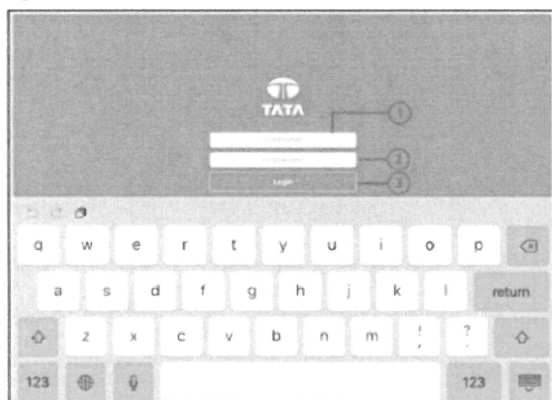 TATA
1
2
Login
3
q w e r t y u i o p
a s d f g h j k l return
z x c v b n m ! , ? .
123 123